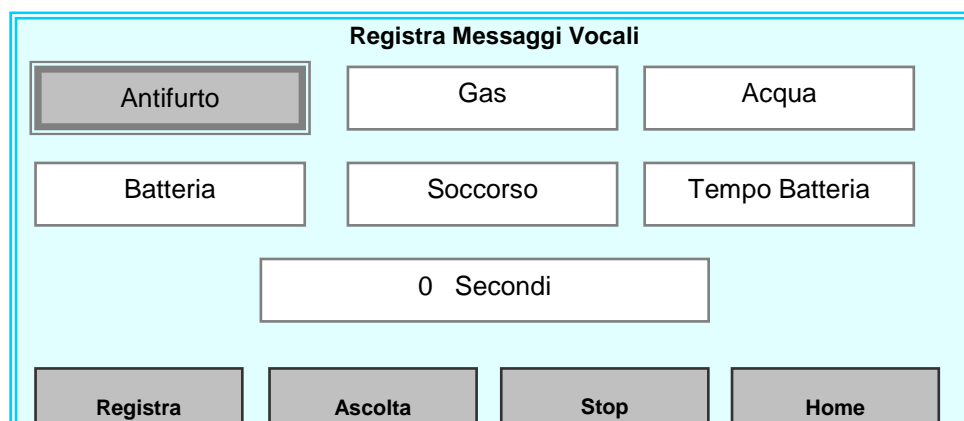 Registra Messaggi Vocali
Antifurto Gas Acqua
Batteria Soccorso Tempo Batteria
0 Secondi
Registra Ascolta Stop Home